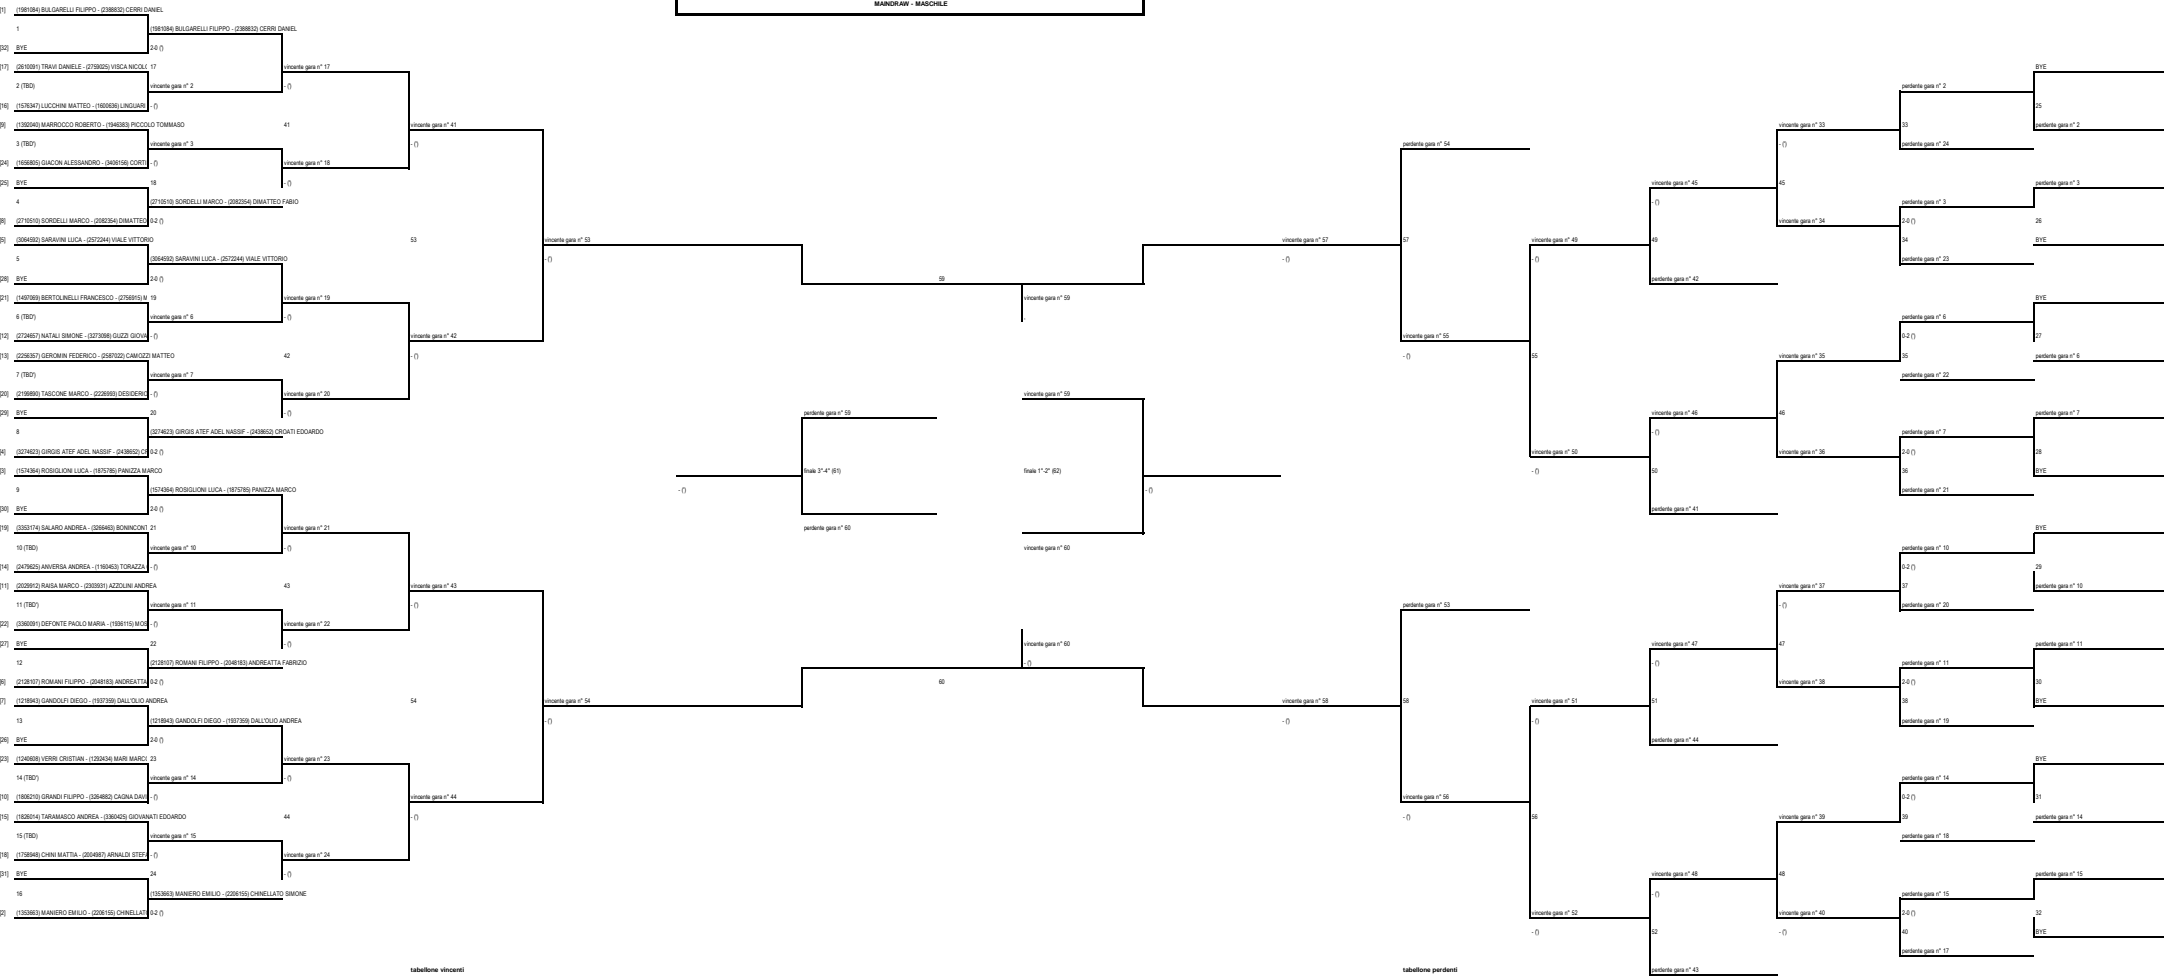 MAINDRAW - MASCHILE
[1] (1981084) BULGARELLI FILIPPO - (2388832) CERRI DANIEL
1
(1981084) BULGARELLI FILIPPO - (2388832) CERRI DANIEL
[32] BYE
2-0 (')
[17] (2610091) TRAVI DANIELE - (2759025) VISCA NICOL
17
vincente gara n° 17
2 (TBD)
vincente gara n° 2
- (')
[16] (1576347) LUCCHINI MATTEO - (1600636) LINGUARI
- (')
[9] (1392040) MARROCCO ROBERTO - (1946383) PICCOLO TOMMASO
41
vincente gara n° 41
3 (TBD')
vincente gara n° 3
- (')
[24] (1656805) GIACON ALESSANDRO - (3406156) CORTI
- (')
vincente gara n° 18
[25] BYE
18
- (')
4
(2710510) SORDELLI MARCO - (2082354) DIMATTEO FABIO
[8] (2710510) SORDELLI MARCO - (2082354) DIMATTEO
0-2 (')
[5] (3064592) SARAVINI LUCA - (2572244) VIALE VITTORIO
53
vincente gara n° 53
5
(3064592) SARAVINI LUCA - (2572244) VIALE VITTORIO
- (')
[28] BYE
2-0 (')
[21] (1497069) BERTOLINELLI FRANCESCO - (2756915) M
19
vincente gara n° 19
6 (TBD')
vincente gara n° 6
- (')
[12] (2724657) NATALI SIMONE - (3273098) GUZZI GIOVA
- (')
vincente gara n° 42
[13] (2256357) GEROMIN FEDERICO - (2587022) CAMOZZI MATTEO
42
- (')
7 (TBD')
vincente gara n° 7
[20] (2199890) TASCONE MARCO - (2226993) DESIDERIO
- (')
vincente gara n° 20
[29] BYE
20
- (')
8
(3274623) GIRGIS ATEF ADEL NASSIF - (2438652) CROATI EDOARDO
[4] (3274623) GIRGIS ATEF ADEL NASSIF - (2438652) CR
0-2 (')
[3] (1574364) ROSIGLIONI LUCA - (1875785) PANIZZA MARCO
9
(1574364) ROSIGLIONI LUCA - (1875785) PANIZZA MARCO
[30] BYE
2-0 (')
[19] (3353174) SALARO ANDREA - (3266463) BONINCONT
21
vincente gara n° 21
10 (TBD)
vincente gara n° 10
- (')
[14] (2479625) ANVERSA ANDREA - (1160453) TORAZZA
- (')
[11] (2029912) RAISA MARCO - (2303931) AZZOLINI ANDREA
43
vincente gara n° 43
11 (TBD')
vincente gara n° 11
- (')
[22] (3360091) DEFONTE PAOLO MARIA - (1936115) MOS
- (')
vincente gara n° 22
[27] BYE
22
- (')
12
(2128107) ROMANI FILIPPO - (2048183) ANDREATTA FABRIZIO
[6] (2128107) ROMANI FILIPPO - (2048183) ANDREATTA
0-2 (')
[7] (1218943) GANDOLFI DIEGO - (1937359) DALL'OLIO ANDREA
54
vincente gara n° 54
13
(1218943) GANDOLFI DIEGO - (1937359) DALL'OLIO ANDREA
- (')
[26] BYE
2-0 (')
[23] (1240608) VERRI CRISTIAN - (1292434) MARI MARC
23
vincente gara n° 23
14 (TBD')
vincente gara n° 14
- (')
[10] (1806210) GRANDI FILIPPO - (3264882) CAGNA DAVI
- (')
vincente gara n° 44
[15] (1826014) TARAMASCO ANDREA - (3360425) GIOVANATI EDOARDO
44
- (')
15 (TBD)
vincente gara n° 15
[18] (1758948) CHINI MATTIA - (2004987) ARNALDI STEFA
- (')
vincente gara n° 24
[31] BYE
24
- (')
16
(1353663) MANIERO EMILIO - (2206155) CHINELLATO SIMONE
[2] (1353663) MANIERO EMILIO - (2206155) CHINELLAT
0-2 (')
tabellone vincenti
59
vincente gara n° 59
perdente gara n° 59
finale 3°-4° (61)
- (')
perdente gara n° 60
vincente gara n° 59
finale 1°-2° (62)
- (')
vincente gara n° 60
vincente gara n° 60
- (')
60
vincente gara n° 57
- (')
vincente gara n° 58
- (')
perdente gara n° 54
57
vincente gara n° 55
- (')
perdente gara n° 53
58
vincente gara n° 56
- (')
vincente gara n° 49
- (')
55
vincente gara n° 50
- (')
vincente gara n° 51
- (')
56
vincente gara n° 52
- (')
vincente gara n° 45
- (')
49
perdente gara n° 42
vincente gara n° 46
- (')
50
perdente gara n° 41
vincente gara n° 47
- (')
51
perdente gara n° 44
vincente gara n° 48
- (')
52
perdente gara n° 43
vincente gara n° 33
- (')
45
vincente gara n° 34
vincente gara n° 35
46
vincente gara n° 36
vincente gara n° 37
- (')
47
vincente gara n° 38
vincente gara n° 39
48
vincente gara n° 40
- (')
perdente gara n° 2
33
perdente gara n° 24
perdente gara n° 3
2-0 (')
34
perdente gara n° 23
perdente gara n° 6
0-2 (')
35
perdente gara n° 22
perdente gara n° 7
2-0 (')
36
perdente gara n° 21
perdente gara n° 10
0-2 (')
37
perdente gara n° 20
perdente gara n° 11
2-0 (')
38
perdente gara n° 19
perdente gara n° 14
0-2 (')
39
perdente gara n° 18
perdente gara n° 15
2-0 (')
40
perdente gara n° 17
BYE
25
perdente gara n° 2
perdente gara n° 3
26
BYE
BYE
27
perdente gara n° 6
perdente gara n° 7
28
BYE
BYE
29
perdente gara n° 10
perdente gara n° 11
30
BYE
BYE
31
perdente gara n° 14
perdente gara n° 15
32
BYE
tabellone perdenti